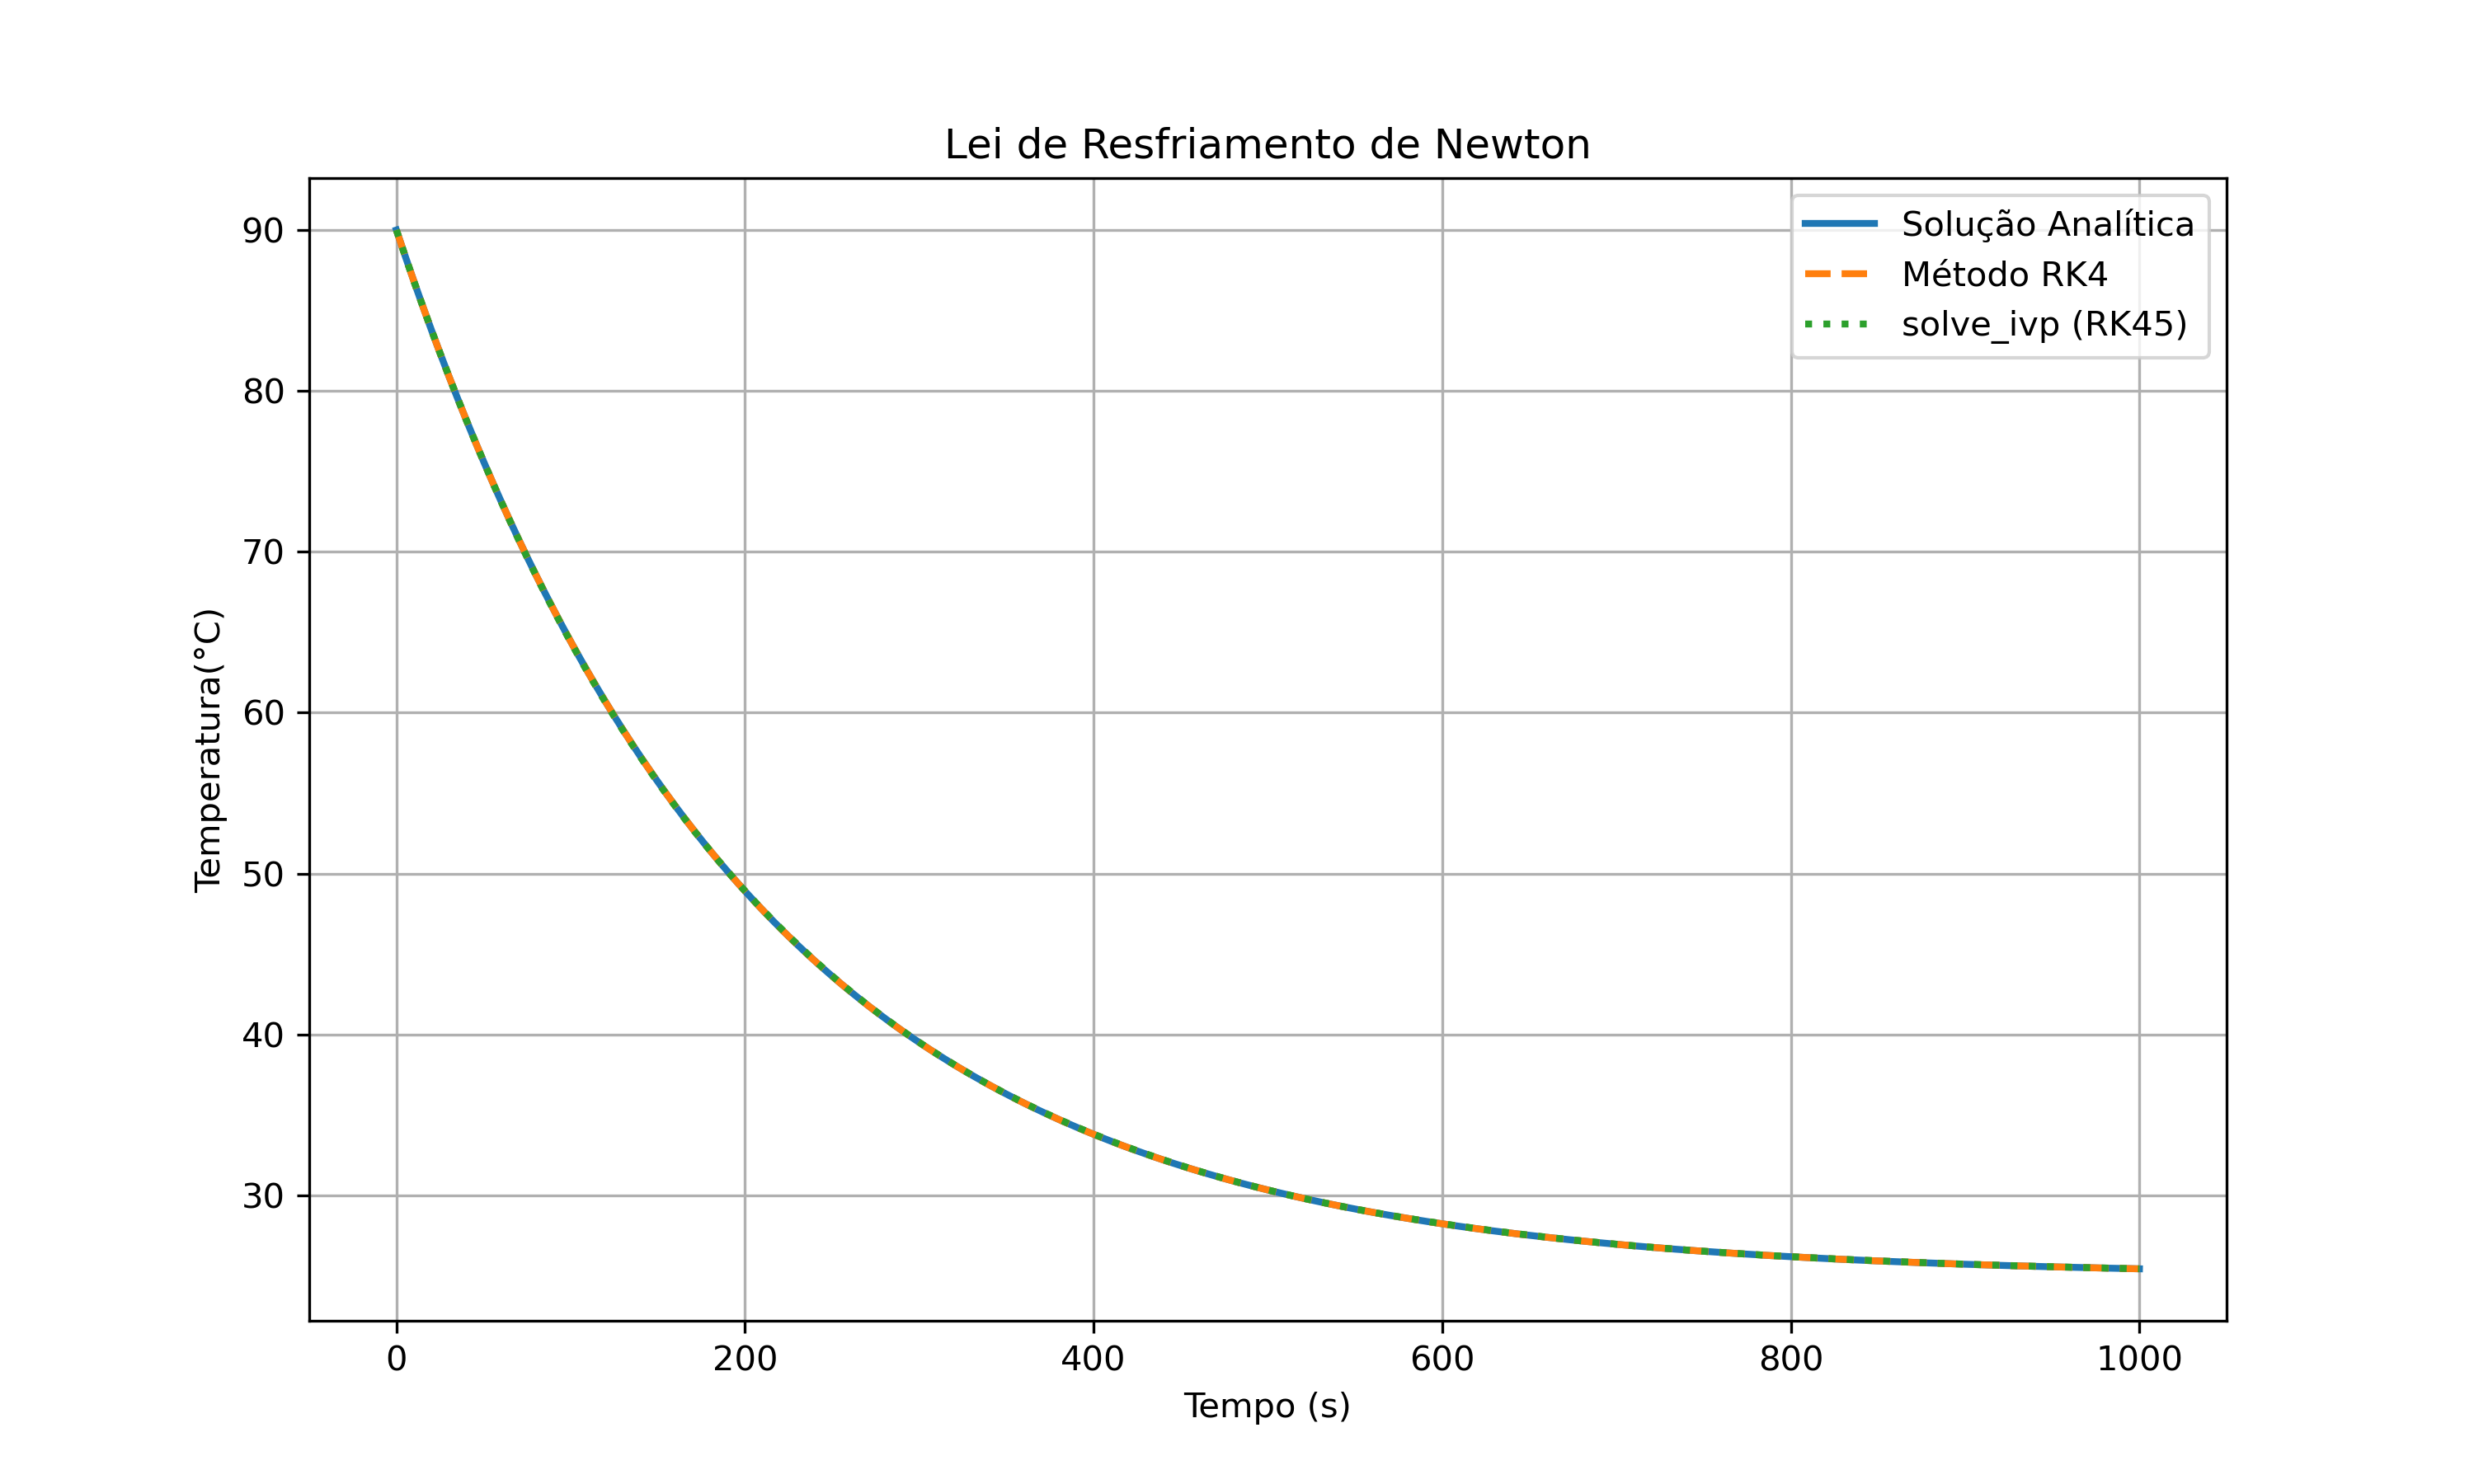 Lei de Resfriamento de Newton
Solução Analítica
Método RK4
solve_ivp (RK45)
Temperatura(°C)
90
80
70
60
50
40
30
0 200 400 600 800 1000
Tempo (s)